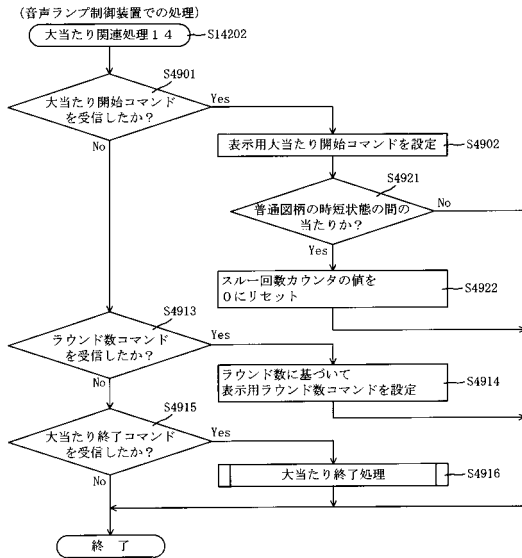 (音声ランプ制御装置での処理)
大当たり関連処理14
S14202
S4901
大当たり開始コマンド
を受信したか？
Yes
No
表示用大当たり開始コマンドを設定
S4902
S4921
普通図柄の時短状態の間の
当たりか？
No
Yes
スルー回数カウンタの値を
0にリセット
S4922
S4913
ラウンド数コマンド
を受信したか？
Yes
No
ラウンド数に基づいて
表示用ラウンド数コマンドを設定
S4914
S4915
大当たり終了コマンド
を受信したか？
Yes
No
大当たり終了処理
S4916
終了